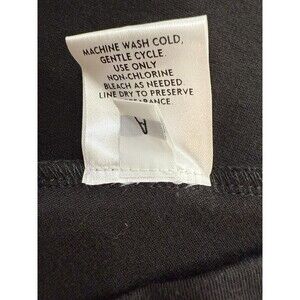 MACHINE WASH COLD,
GENTLE CYCLE.
USE ONLY
NON-CHLORINE
BLEACH AS NEEDED.
LINE DRY TO PRESERVE
A